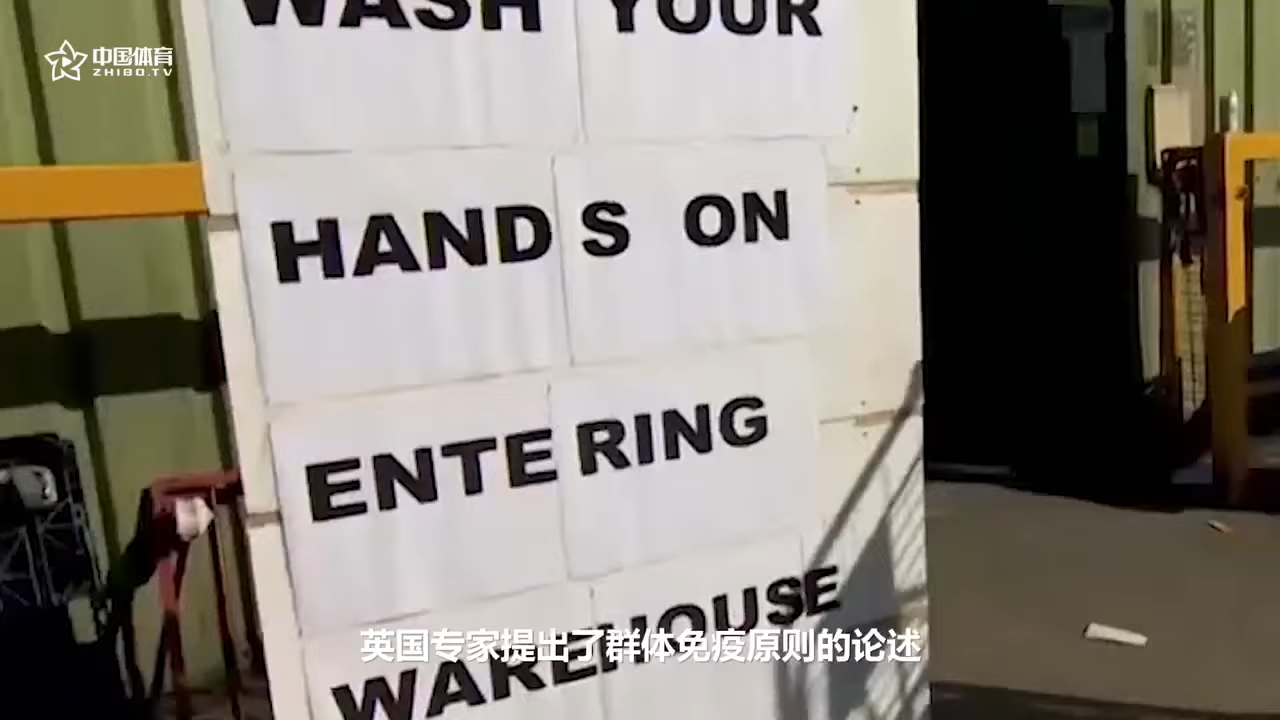 中国体育
ZHIBO.TV
WASH YOUR
HANDS ON
ENTERING
WAREHOUSE
英国专家提出了群体免疫原则的论述